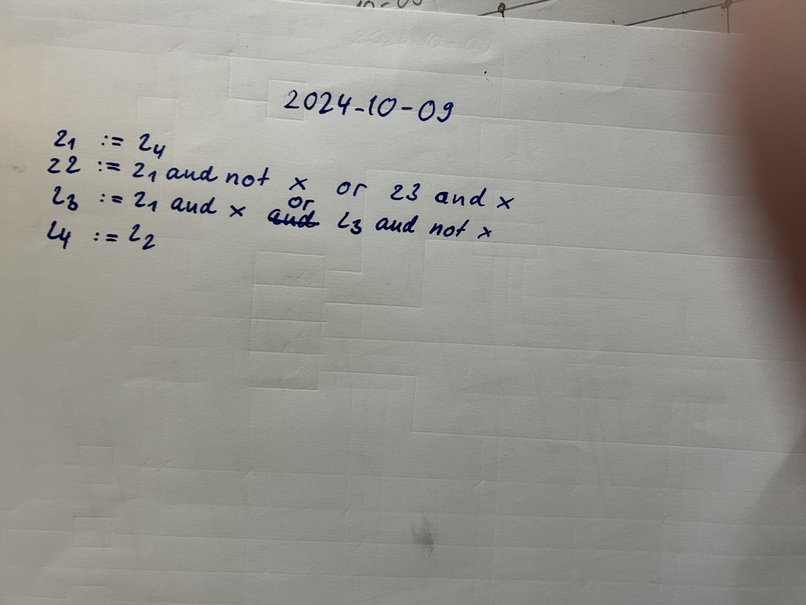 2024-10-09
z1 := z4
z2 := z1 and not x or z3 and x
z3 := z1 and x or z3 and not x
z4 := z2